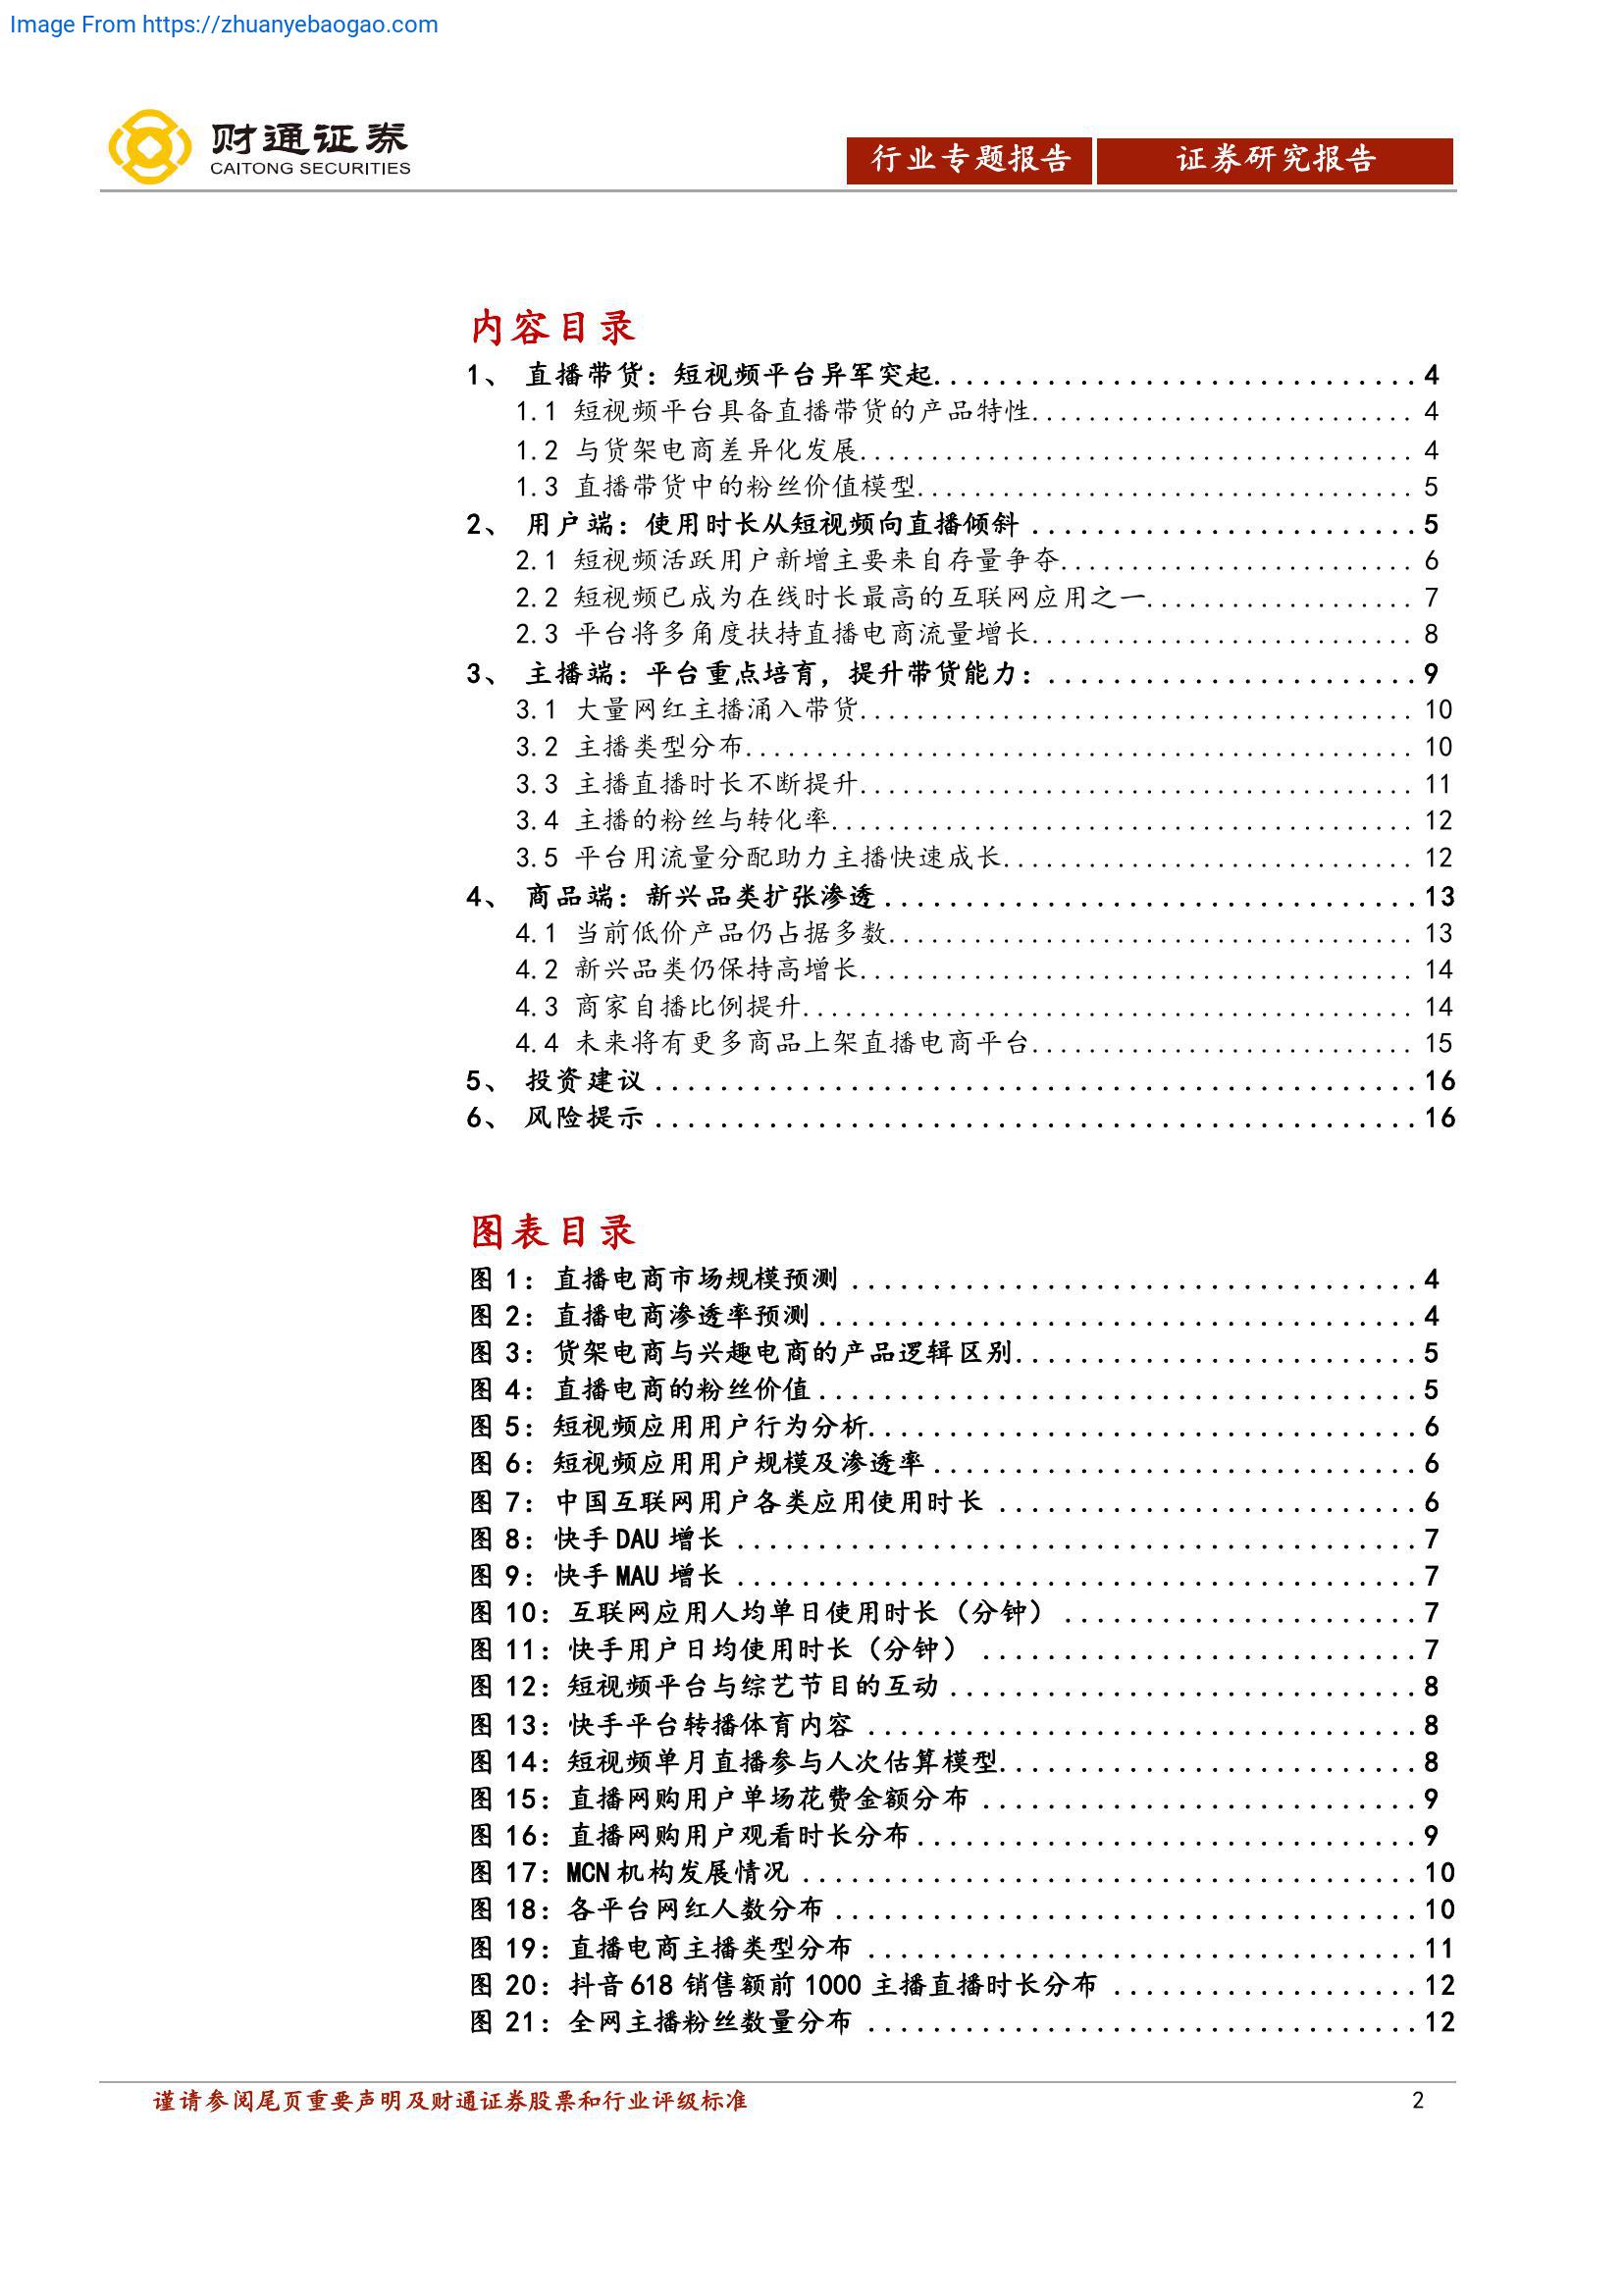 Image From https://zhuanyebaogao.com
财通证券
CAITONG SECURITIES
行业专题报告 证券研究报告
内容目录
1、 直播带货：短视频平台异军突起..............................4
1.1 短视频平台具备直播带货的产品特性........................... 4
1.2 与货架电商差异化发展....................................... 4
1.3 直播带货中的粉丝价值模型................................... 5
2、 用户端：使用时长从短视频向直播倾斜 ........................5
2.1 短视频活跃用户新增主要来自存量争夺......................... 6
2.2 短视频已成为在线时长最高的互联网应用之一................... 7
2.3 平台将多角度扶持直播电商流量增长........................... 8
3、 主播端：平台重点培育，提升带货能力：.......................9
3.1 大量网红主播涌入带货....................................... 10
3.2 主播类型分布............................................... 10
3.3 主播直播时长不断提升....................................... 11
3.4 主播的粉丝与转化率......................................... 12
3.5 平台用流量分配助力主播快速成长............................. 12
4、 商品端：新兴品类扩张渗透 .................................13
4.1 当前低价产品仍占据多数..................................... 13
4.2 新兴品类仍保持高增长....................................... 14
4.3 商家自播比例提升........................................... 14
4.4 未来将有更多商品上架直播电商平台........................... 15
5、 投资建议 ...............................................16
6、 风险提示 ...............................................16
图表目录
图 1：直播电商市场规模预测 ...................................4
图 2：直播电商渗透率预测 .....................................4
图 3：货架电商与兴趣电商的产品逻辑区别.........................5
图 4：直播电商的粉丝价值 .....................................5
图 5：短视频应用用户行为分析..................................6
图 6：短视频应用用户规模及渗透率 ..............................6
图 7：中国互联网用户各类应用使用时长 ..........................6
图 8：快手 DAU 增长 ..........................................7
图 9：快手 MAU 增长 ..........................................7
图 10：互联网应用人均单日使用时长（分钟） ......................7
图 11：快手用户日均使用时长（分钟） ...........................7
图 12：短视频平台与综艺节目的互动 .............................8
图 13：快手平台转播体育内容 ..................................8
图 14：短视频单月直播参与人次估算模型..........................8
图 15：直播网购用户单场花费金额分布 ...........................9
图 16：直播网购用户观看时长分布 ...............................9
图 17：MCN 机构发展情况 ......................................10
图 18：各平台网红人数分布 ....................................10
图 19：直播电商主播类型分布 ..................................11
图 20：抖音 618 销售额前 1000 主播直播时长分布 ...................12
图 21：全网主播粉丝数量分布 ..................................12
谨请参阅尾页重要声明及财通证券股票和行业评级标准 2